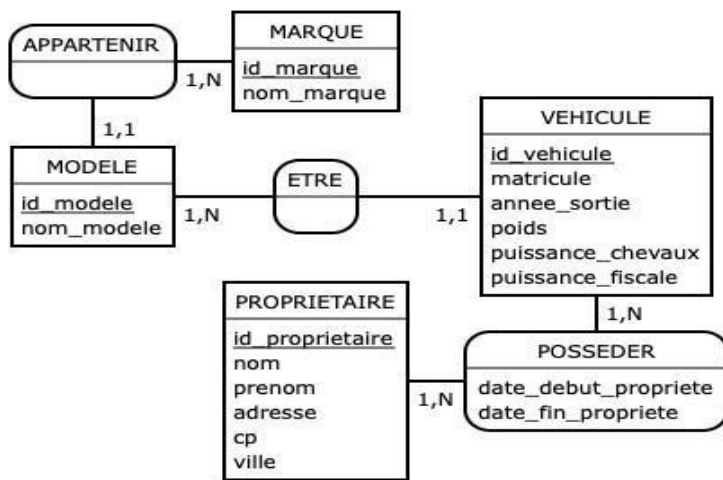 APPARTENIR
MARQUE
id_marque
nom_marque
1,N
1,1
MODELE
id_modele
nom_modele
1,N
ETRE
1,1
VEHICULE
id_vehicule
matricule
annee_sortie
poids
puissance_chevaux
puissance_fiscale
1,N
PROPRIETAIRE
id_proprietaire
nom
prenom
adresse
cp
ville
1,N
POSSEDER
date_debut_propriete
date_fin_propriete